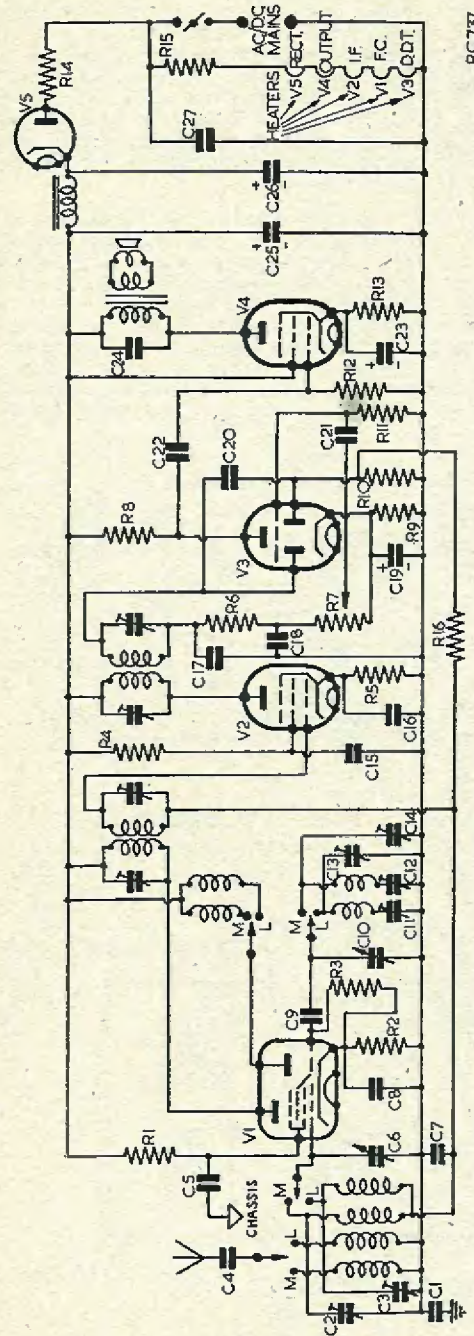 V5
R14
R15
AC/DC
MAINS
HEATERS
V5 RECT.
V4 OUTPUT
V2 I.F.
V1 F.C.
V3 D.D.T.
C27
C26
C25
C24
V4
R13
C23
R12
R11
C22
C21
C20
R8
V3
R10
R9
C19
R7
R6
C18
C17
V2
R5
C16
R4
C15
R16
C14
C13
C12
C11
M
L
M
L
C10
R3
C9
R2
C8
V1
R1
C5
CHASSIS
C6
C7
M
L
C4
L
M
C3
C2
C1
RC737